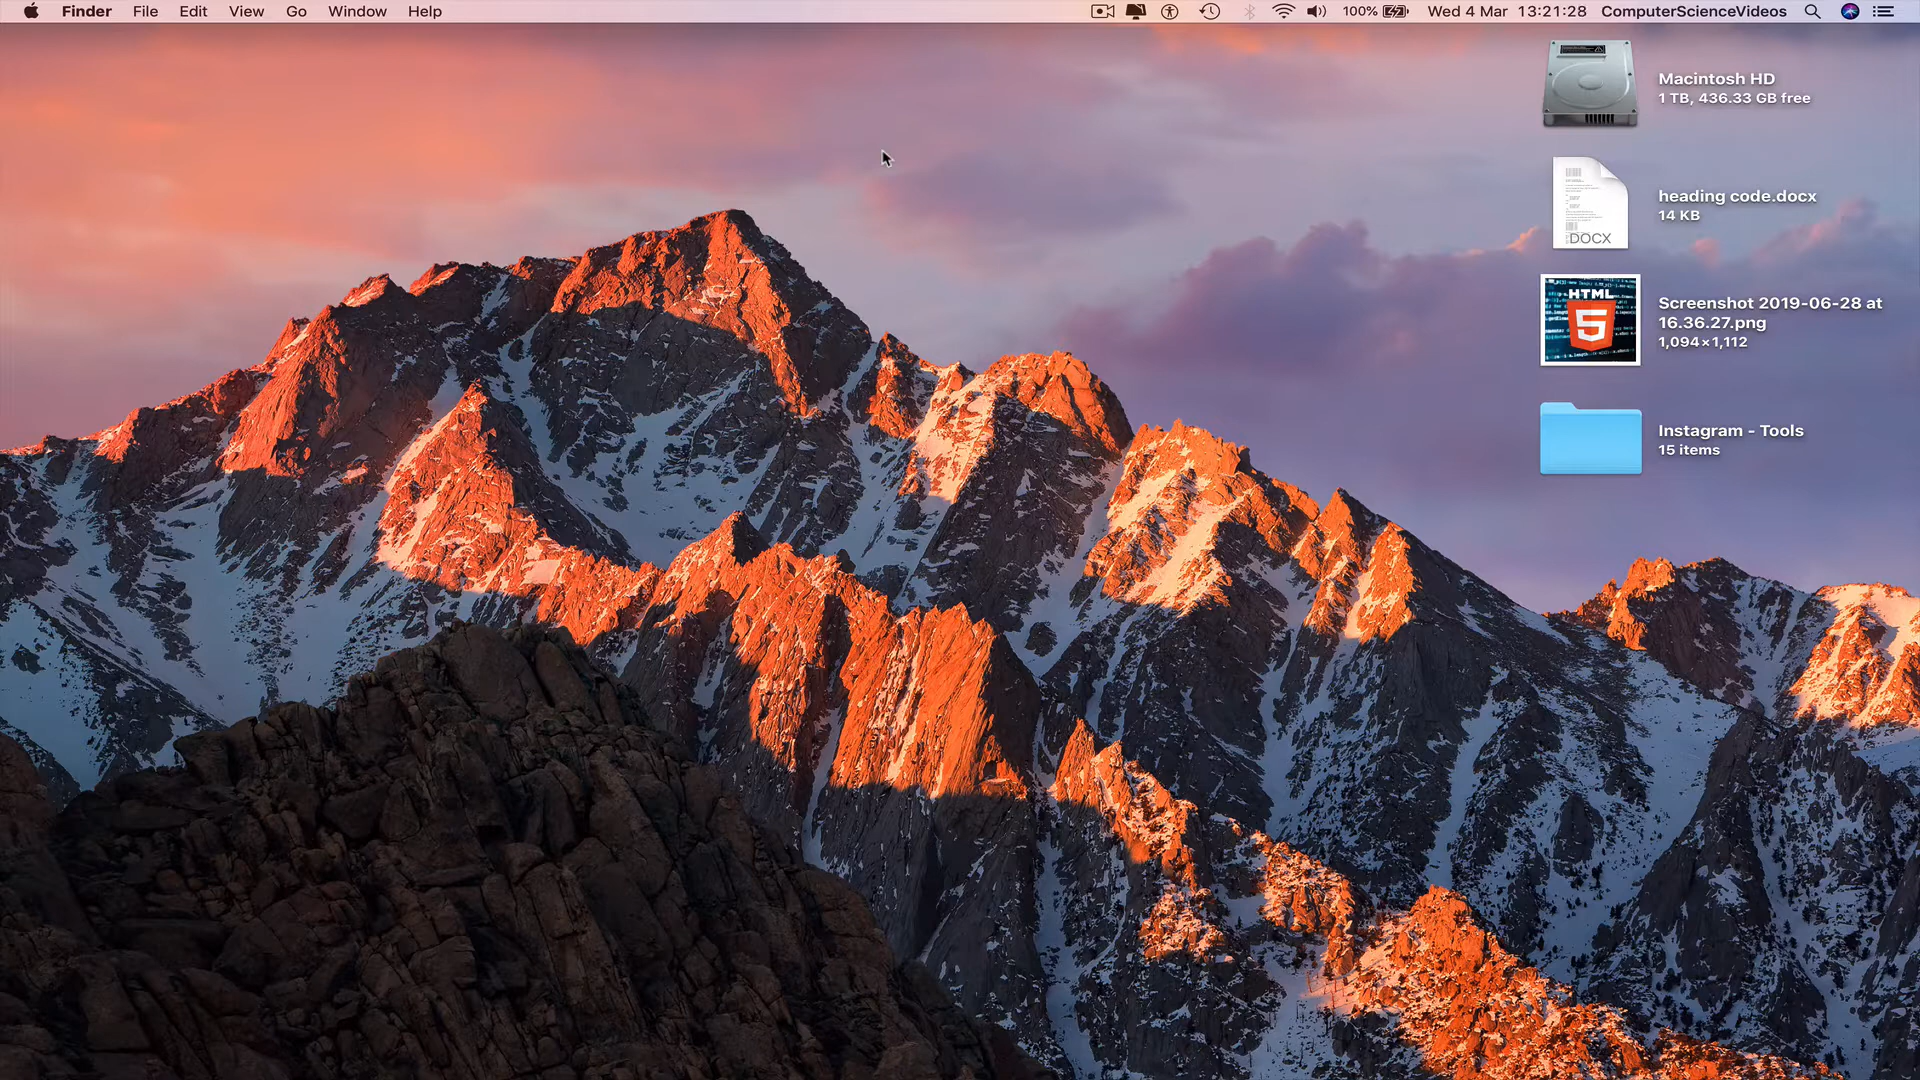 Finder File Edit View Go Window Help 100% Wed 4 Mar 13:21:28 ComputerScienceVideos
Macintosh HD
1 TB, 436.33 GB free
heading code.docx
14 KB
DOCX
HTML
5
Screenshot 2019-06-28 at
16.36.27.png
1,094×1,112
Instagram - Tools
15 items